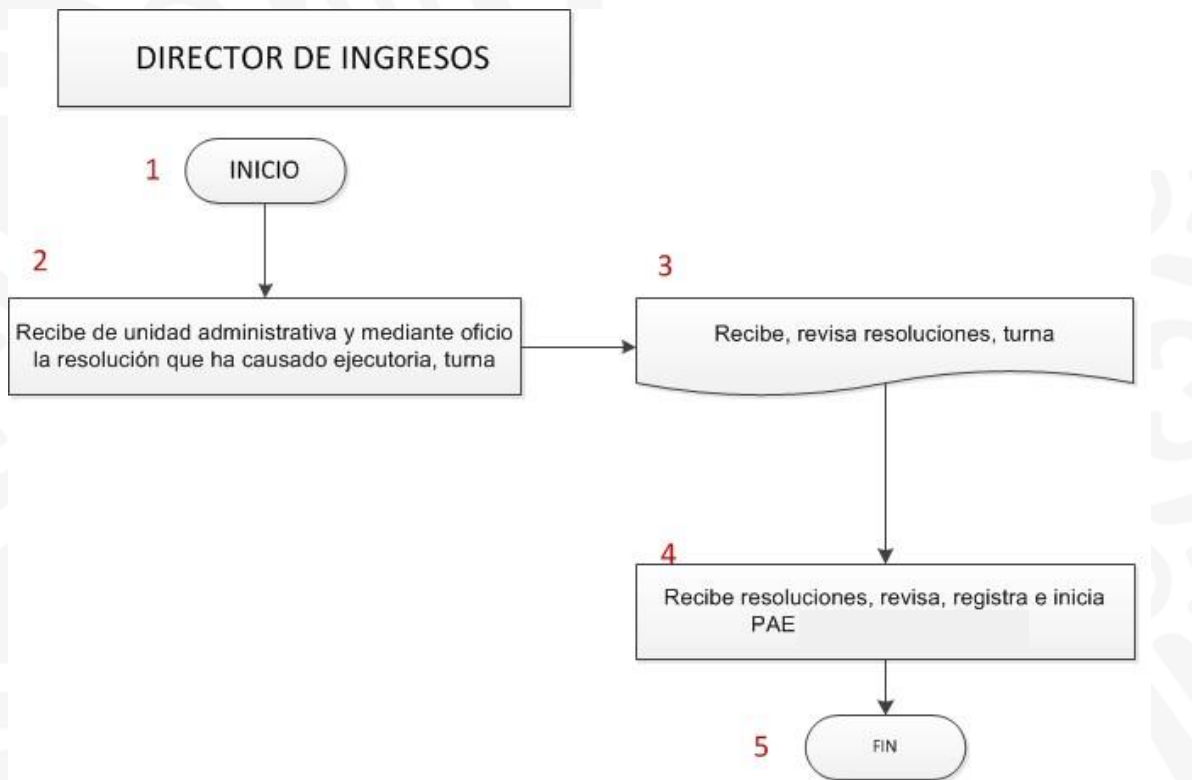 DIRECTOR DE INGRESOS
1
INICIO
2
Recibe de unidad administrativa y mediante oficio
la resolución que ha causado ejecutoria, turna
3
Recibe, revisa resoluciones, turna
4
Recibe resoluciones, revisa, registra e inicia
PAE
5
FIN